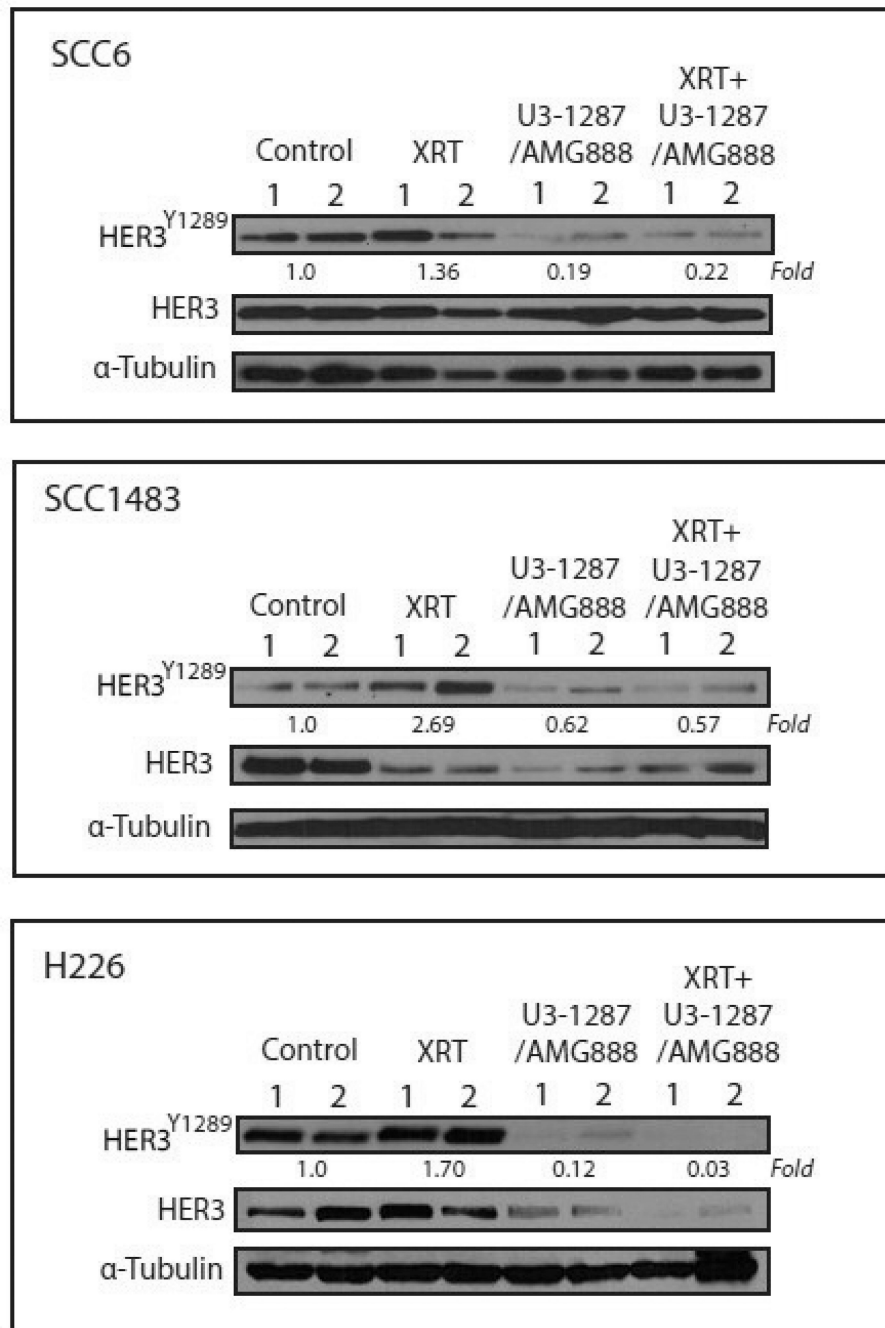 SCC6
XRT+
U3-1287 U3-1287
Control XRT /AMG888 /AMG888
1 2 1 2 1 2 1 2
HER3Y1289
1.0 1.36 0.19 0.22 Fold
HER3
α-Tubulin
SCC1483
XRT+
U3-1287 U3-1287
Control XRT /AMG888 /AMG888
1 2 1 2 1 2 1 2
HER3Y1289
1.0 2.69 0.62 0.57 Fold
HER3
α-Tubulin
H226
XRT+
U3-1287 U3-1287
Control XRT /AMG888 /AMG888
1 2 1 2 1 2 1 2
HER3Y1289
1.0 1.70 0.12 0.03 Fold
HER3
α-Tubulin